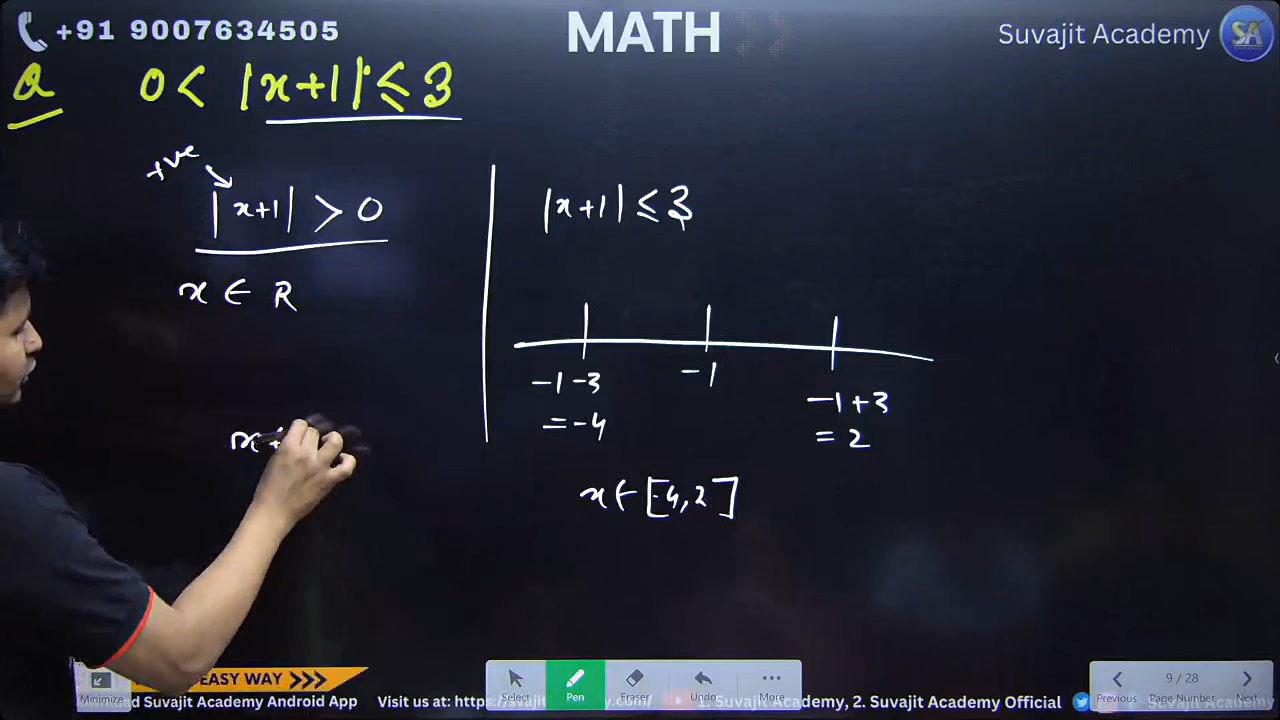 +91 9007634505
MATH
Suvajit Academy
SA
Q 0 < |x+1| ≤ 3
+ve
|x+1| > 0
x ∈ R
x +
|x+1| ≤ 3
-1-3 -1 -1+3
= -4 = 2
x ∈ [-4, 2]
EASY WAY >>>
Suvajit Academy Android App Visit us at: https://suvajit 1. Suvajit Academy, 2. Suvajit Academy Official
Minimize
Select Pen Eraser Undo More
9 / 28
Previous Page Number Next